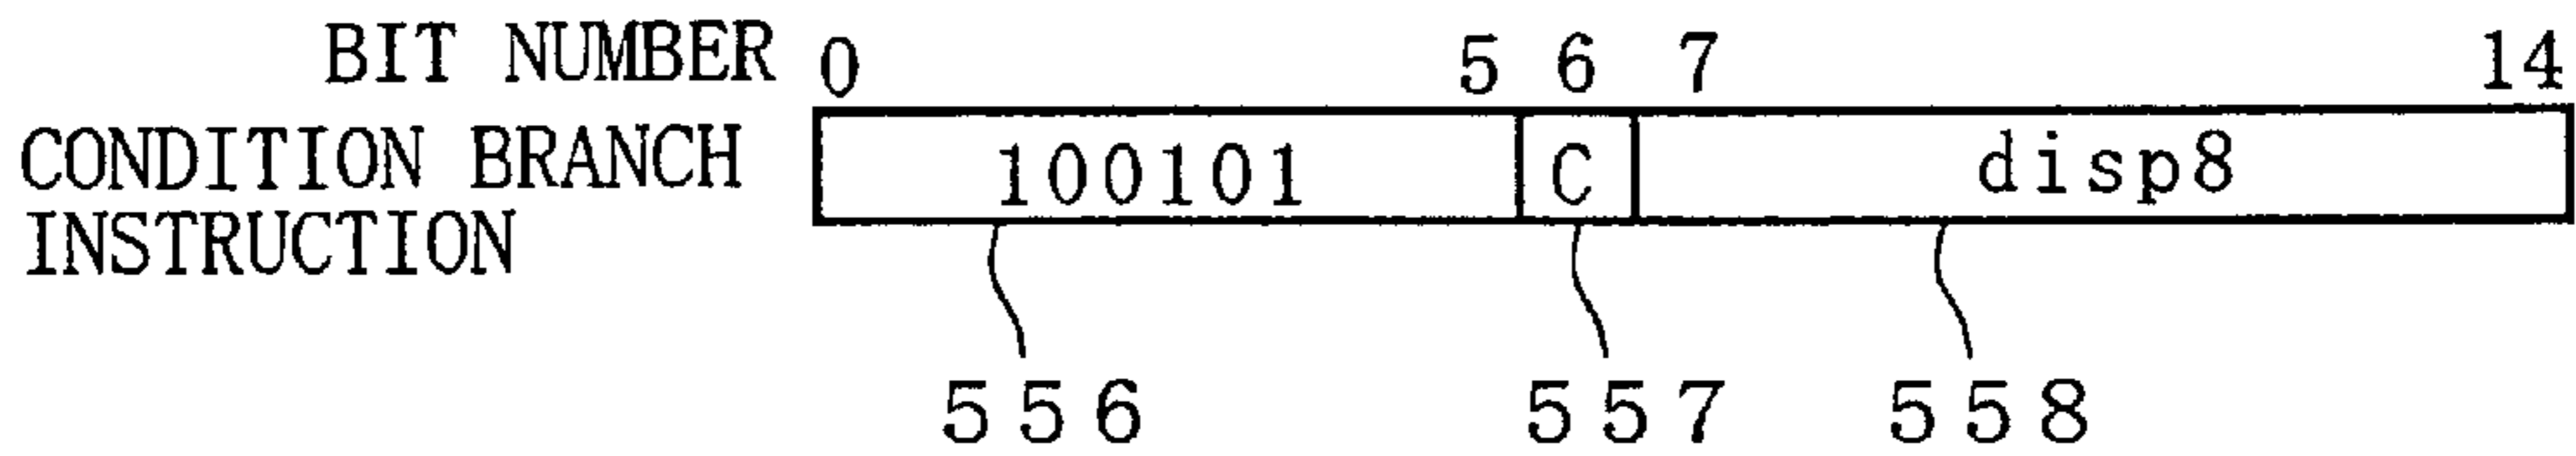 BIT NUMBER 0 5 6 7 14
CONDITION BRANCH INSTRUCTION 100101 C disp8
556 557 558